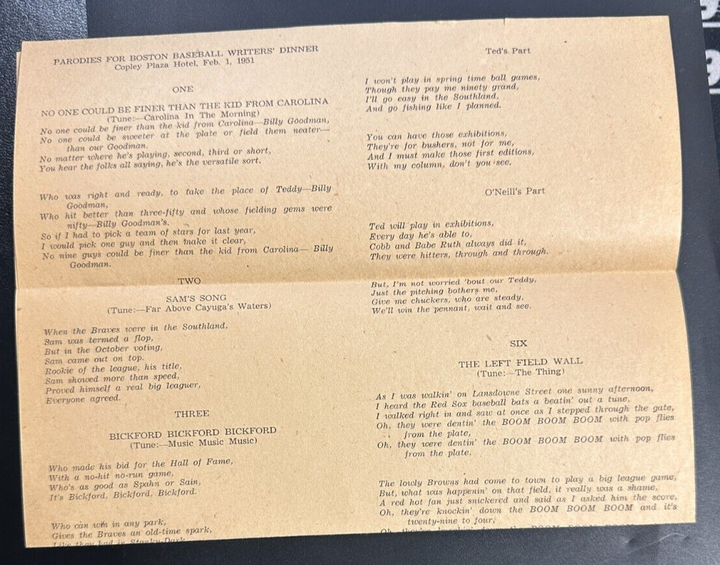 PARODIES FOR BOSTON BASEBALL WRITERS' DINNER
Copley Plaza Hotel, Feb. 1, 1951
ONE
NO ONE COULD BE FINER THAN THE KID FROM CAROLINA
(Tune:—Carolina In The Morning)
No one could be finer than the kid from Carolina—Billy Goodman,
No one could be sweeter at the plate or field them neater—
than our Goodman.
No matter where he's playing, second, third or short,
You hear the folks all saying, he's the versatile sort.
Who was right and ready, to take the place of Teddy—Billy
Goodman,
Who hit better than three-fifty and whose fielding gems were
nifty—Billy Goodman's.
So if I had to pick a team of stars for last year,
I would pick one guy and then make it clear,
No nine guys could be finer than the kid from Carolina— Billy
Goodman.
TWO
SAM'S SONG
(Tune:—Far Above Cayuga's Waters)
When the Braves were in the Southland,
Sam was termed a flop,
But in the October voting,
Sam came out on top.
Rookie of the league, his title,
Sam showed more than speed,
Proved himself a real big leaguer,
Everyone agreed.
THREE
BICKFORD BICKFORD BICKFORD
(Tune:—Music Music Music)
Who made his bid for the Hall of Fame,
With a no-hit no-run game,
Who's as good as Spahn or Sain,
It's Bickford, Bickford, Bickford.
Who can win in any park,
Gives the Braves an old-time spark,
Like they had in Stanky-Dark
Ted's Part
I won't play in spring time ball games,
Though they pay me ninety grand,
I'll go easy in the Southland,
And go fishing like I planned.
You can have those exhibitions,
They're for bushers, not for me,
And I must make those first editions,
With my column, don't you see.
O'Neill's Part
Ted will play in exhibitions,
Every day he's able to,
Cobb and Babe Ruth always did it,
They were hitters, through and through.
But, I'm not worried 'bout our Teddy,
Just the pitching bothers me,
Give me chuckers, who are steady,
We'll win the pennant, wait and see.
SIX
THE LEFT FIELD WALL
(Tune:—The Thing)
As I was walkin' on Lansdowne Street one sunny afternoon,
I heard the Red Sox baseball bats a beatin' out a tune,
I walked right in and saw at once as I stepped through the gate,
Oh, they were dentin' the BOOM BOOM BOOM with pop flies
from the plate,
Oh, they were dentin' the BOOM BOOM BOOM with pop flies
from the plate.
The lowly Browns had come to town to play a big league game,
But, what was happenin' on that field, it really was a shame,
A red hot fan just snickered and said as I asked him the score,
Oh, they're knockin' down the BOOM BOOM BOOM and it's
twenty-nine to four,